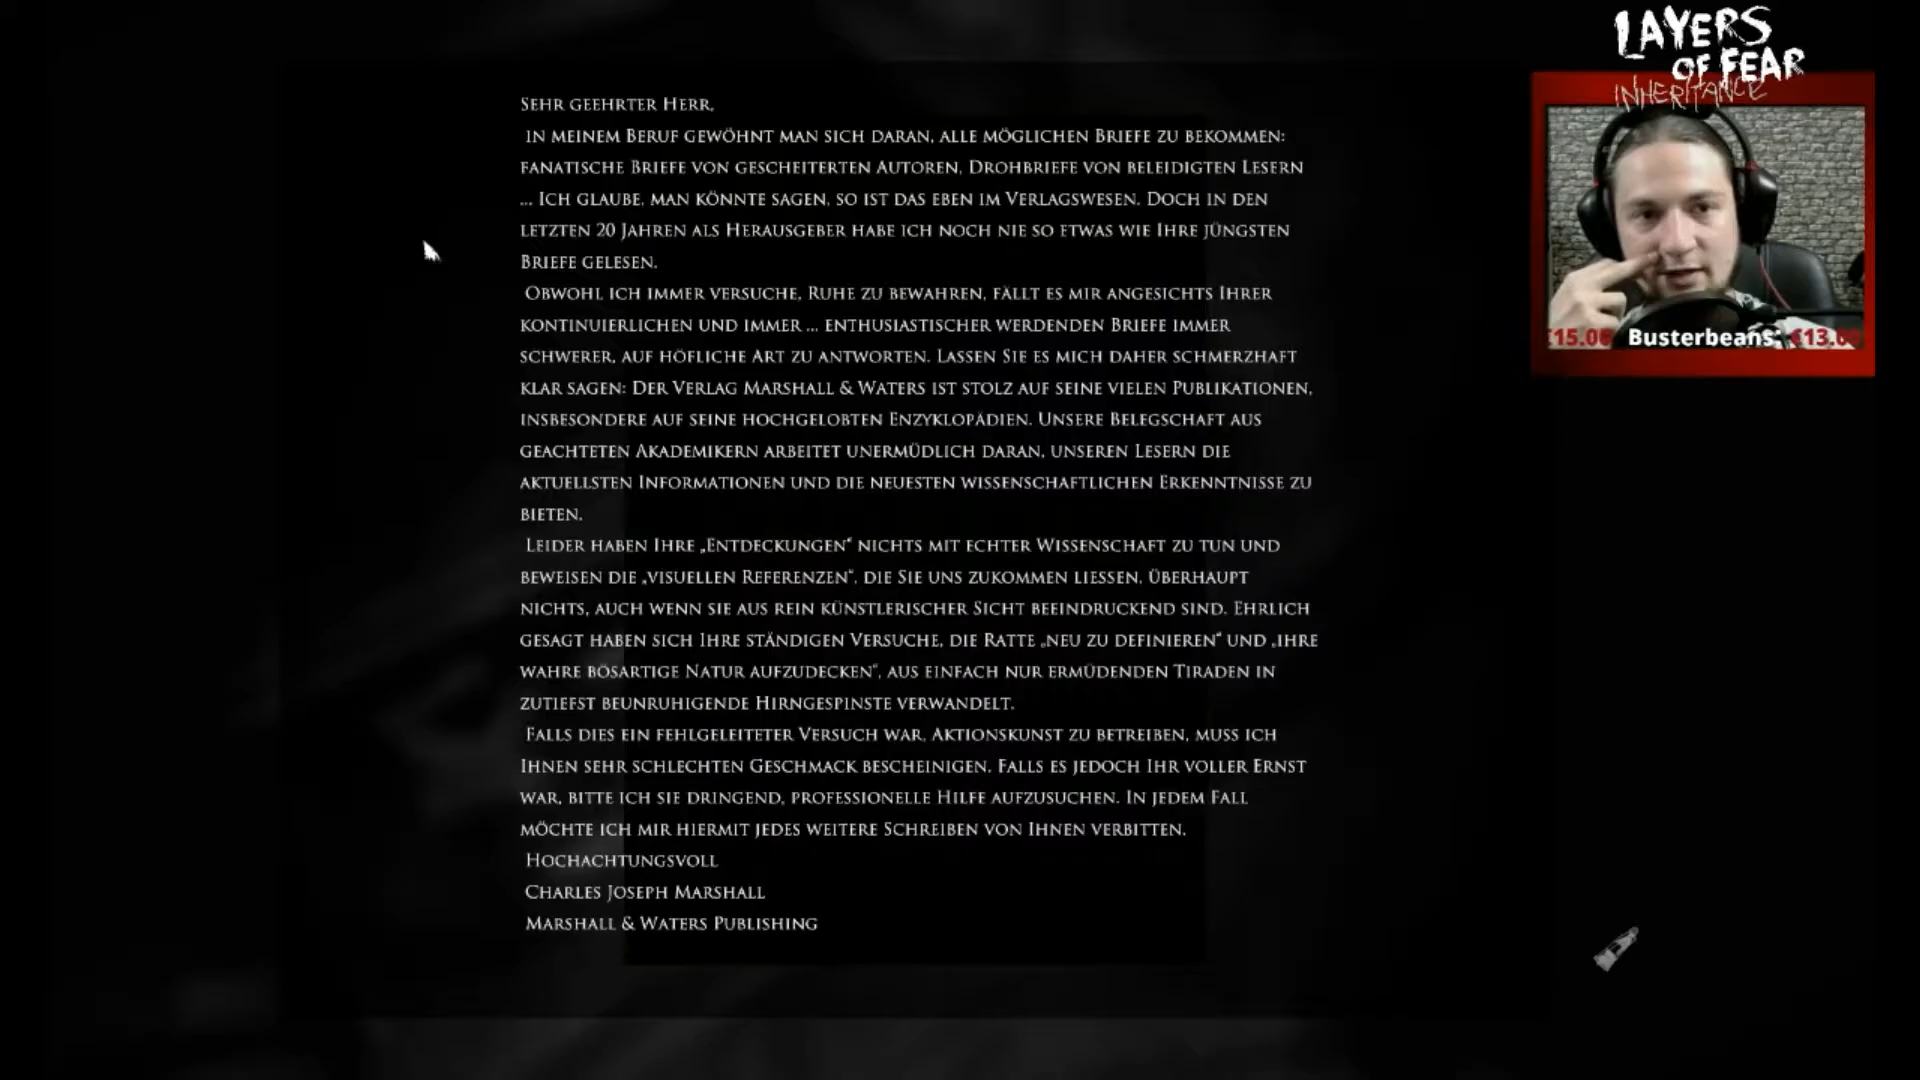 LAYERS
OF FEAR
INHERITANCE
Sehr geehrter Herr,
in meinem Beruf gewöhnt man sich daran, alle möglichen Briefe zu bekommen:
fanatische Briefe von gescheiterten Autoren, Drohbriefe von beleidigten Lesern
... Ich glaube, man könnte sagen, so ist das eben im Verlagswesen. Doch in den
letzten 20 Jahren als Herausgeber habe ich noch nie so etwas wie Ihre jüngsten
Briefe gelesen.
Obwohl ich immer versuche, Ruhe zu bewahren, fällt es mir angesichts Ihrer
kontinuierlichen und immer ... enthusiastischer werdenden Briefe immer
schwerer, auf höfliche Art zu antworten. Lassen Sie es mich daher schmerzhaft
klar sagen: Der Verlag Marshall & Waters ist stolz auf seine vielen Publikationen,
insbesondere auf seine hochgelobten Enzyklopädien. Unsere Belegschaft aus
geachteten Akademikern arbeitet unermüdlich daran, unseren Lesern die
aktuellsten Informationen und die neuesten wissenschaftlichen Erkenntnisse zu
bieten.
Leider haben Ihre „Entdeckungen“ nichts mit echter Wissenschaft zu tun und
beweisen die „visuellen Referenzen“, die Sie uns zukommen liessen, überhaupt
nichts, auch wenn sie aus rein künstlerischer Sicht beeindruckend sind. Ehrlich
gesagt haben sich Ihre ständigen Versuche, die Ratte „neu zu definieren“ und „ihre
wahre bösartige Natur aufzudecken“, aus einfach nur ermüdenden Tiraden in
zutiefst beunruhigende Hirngespinste verwandelt.
Falls dies ein fehlgeleiteter Versuch war, Aktionskunst zu betreiben, muss ich
Ihnen sehr schlechten Geschmack bescheinigen. Falls es jedoch Ihr voller Ernst
war, bitte ich Sie dringend, professionelle Hilfe aufzusuchen. In jedem Fall
möchte ich mir hiermit jedes weitere Schreiben von Ihnen verbitten.
Hochachtungsvoll
Charles Joseph Marshall
Marshall & Waters Publishing
€15.00 Busterbeans: €13.00